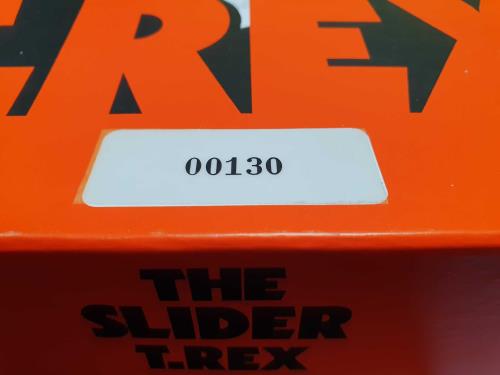 T.REX
00130
THE
SLIDER
T.REX